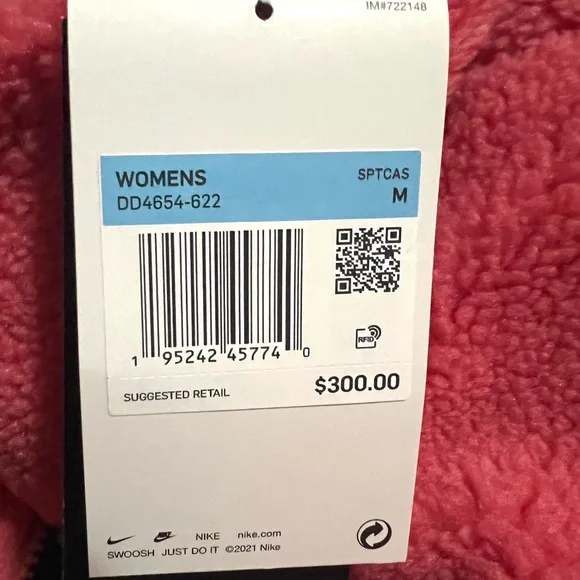 IM#722148
WOMENS SPTCAS
DD4654-622 M
RFID
1 95242 45774 0
SUGGESTED RETAIL $300.00
NIKE NIKE nike.com
SWOOSH JUST DO IT ©2021 Nike